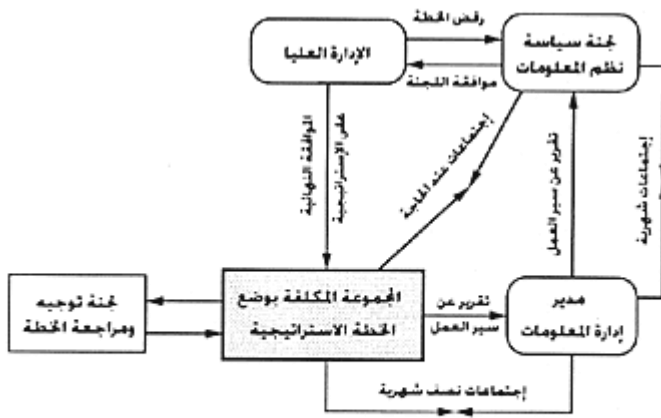 رفض الخطة
الإدارة العليا
لجنة سياسة
نظم المعلومات
موافقة اللجنة
إجتماعات عند الحاجة
الموافقة النهائية
على الإستراتيجية
تقرير عن سير العمل
إجتماعات شهرية
لجنة توجيه
ومراجعة الخطة
المجموعة المكلفة بوضع
الخطة الاستراتيجية
تقرير عن
سير العمل
مدير
إدارة المعلومات
إجتماعات نصف شهرية